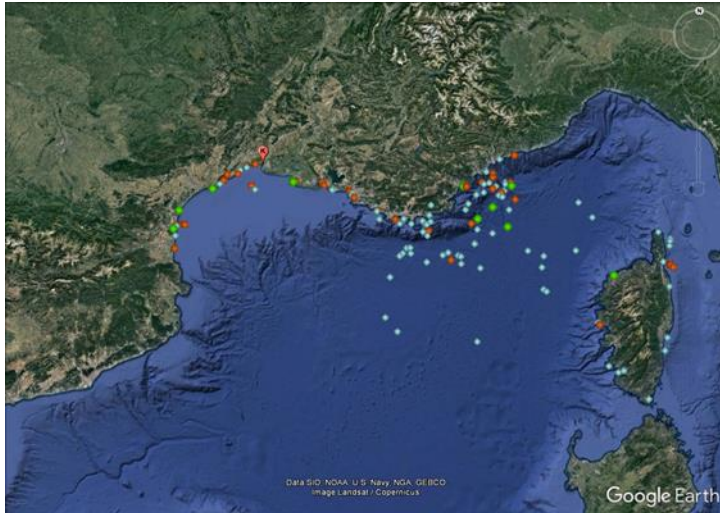 N
Data SIO, NOAA, U.S. Navy, NGA, GEBCO
Image Landsat / Copernicus
Google Earth